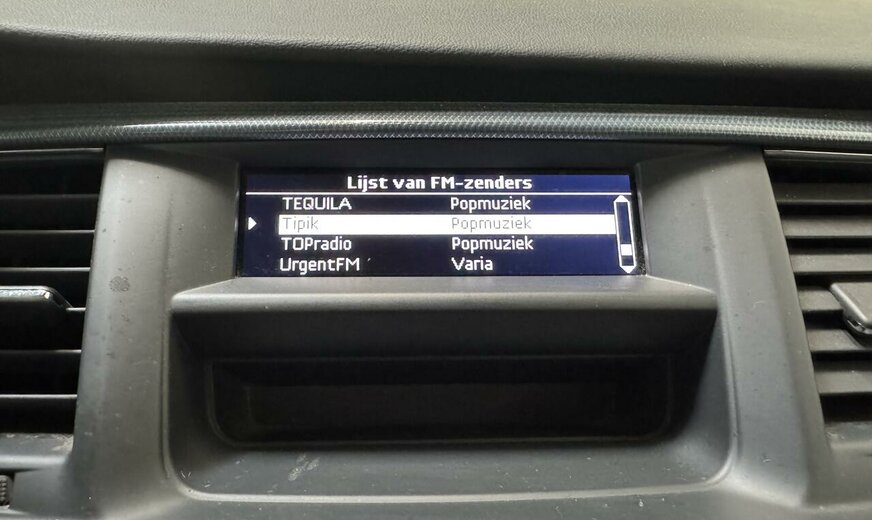 Lijst van FM-zenders
TEQUILA Popmuziek
Tipik Popmuziek
TOPradio Popmuziek
UrgentFM Varia